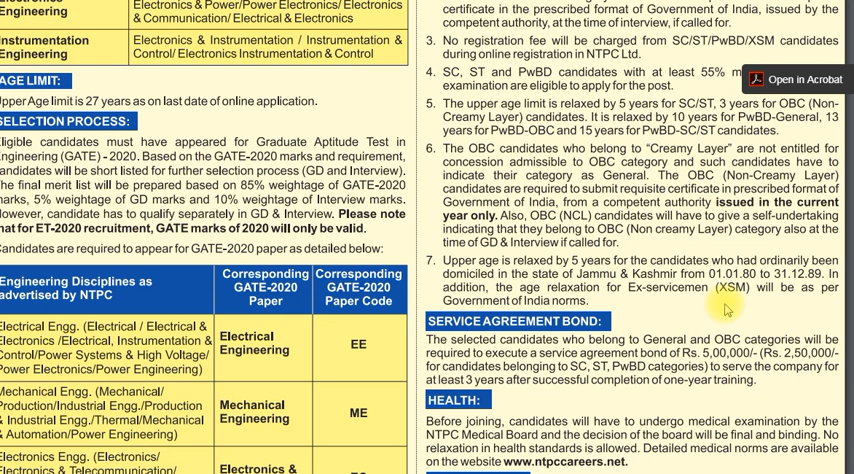 Engineering
Electronics & Power/Power Electronics/ Electronics
& Communication/ Electrical & Electronics
Instrumentation
Engineering
Electronics & Instrumentation / Instrumentation &
Control/ Electronics Instrumentation & Control
AGE LIMIT:
Upper Age limit is 27 years as on last date of online application.
SELECTION PROCESS:
Eligible candidates must have appeared for Graduate Aptitude Test in
Engineering (GATE) - 2020. Based on the GATE-2020 marks and requirement,
candidates will be short listed for further selection process (GD and Interview).
The final merit list will be prepared based on 85% weightage of GATE-2020
marks, 5% weightage of GD marks and 10% weightage of Interview marks.
However, candidate has to qualify separately in GD & Interview. Please note
that for ET-2020 recruitment, GATE marks of 2020 will only be valid.
Candidates are required to appear for GATE-2020 paper as detailed below:
Engineering Disciplines as
advertised by NTPC
Corresponding
GATE-2020
Paper
Corresponding
GATE-2020
Paper Code
Electrical Engg. (Electrical / Electrical &
Electronics /Electrical, Instrumentation &
Control/Power Systems & High Voltage/
Power Electronics/Power Engineering)
Electrical
Engineering
EE
Mechanical Engg. (Mechanical/
Production/Industrial Engg./Production
& Industrial Engg./Thermal/Mechanical
& Automation/Power Engineering)
Mechanical
Engineering
ME
Electronics Engg. (Electronics/
Electronics & Telecommunication/
Electronics &
certificate in the prescribed format of Government of India, issued by the
competent authority, at the time of interview, if called for.
3. No registration fee will be charged from SC/ST/PwBD/XSM candidates
during online registration in NTPC Ltd.
4. SC, ST and PwBD candidates with at least 55% m
examination are eligible to apply for the post.
Open in Acrobat
5. The upper age limit is relaxed by 5 years for SC/ST, 3 years for OBC (Non-
Creamy Layer) candidates. It is relaxed by 10 years for PwBD-General, 13
years for PwBD-OBC and 15 years for PwBD-SC/ST candidates.
6. The OBC candidates who belong to “Creamy Layer” are not entitled for
concession admissible to OBC category and such candidates have to
indicate their category as General. The OBC (Non-Creamy Layer)
candidates are required to submit requisite certificate in prescribed format of
Government of India, from a competent authority issued in the current
year only. Also, OBC (NCL) candidates will have to give a self-undertaking
indicating that they belong to OBC (Non creamy Layer) category also at the
time of GD & Interview if called for.
7. Upper age is relaxed by 5 years for the candidates who had ordinarily been
domiciled in the state of Jammu & Kashmir from 01.01.80 to 31.12.89. In
addition, the age relaxation for Ex-servicemen (XSM) will be as per
Government of India norms.
SERVICE AGREEMENT BOND:
The selected candidates who belong to General and OBC categories will be
required to execute a service agreement bond of Rs. 5,00,000/- (Rs. 2,50,000/-
for candidates belonging to SC, ST, PwBD categories) to serve the company for
at least 3 years after successful completion of one-year training.
HEALTH:
Before joining, candidates will have to undergo medical examination by the
NTPC Medical Board and the decision of the board will be final and binding. No
relaxation in health standards is allowed. Detailed medical norms are available
on the website www.ntpccareers.net.